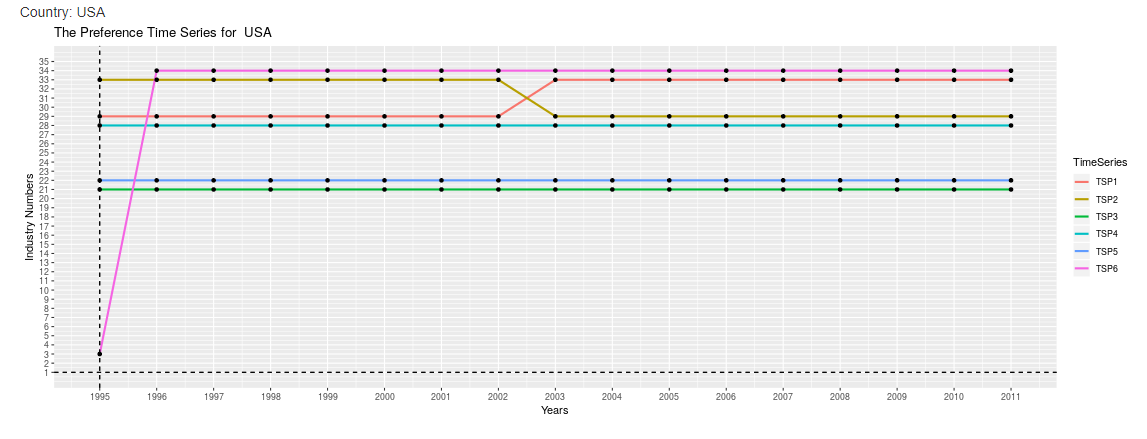 Country: USA
The Preference Time Series for USA
Industry Numbers
35
34
33
32
31
30
29
28
27
26
25
24
23
22
21
20
19
18
17
16
15
14
13
12
11
10
9
8
7
6
5
4
3
2
1
1995 1996 1997 1998 1999 2000 2001 2002 2003 2004 2005 2006 2007 2008 2009 2010 2011
Years
TimeSeries
TSP1
TSP2
TSP3
TSP4
TSP5
TSP6